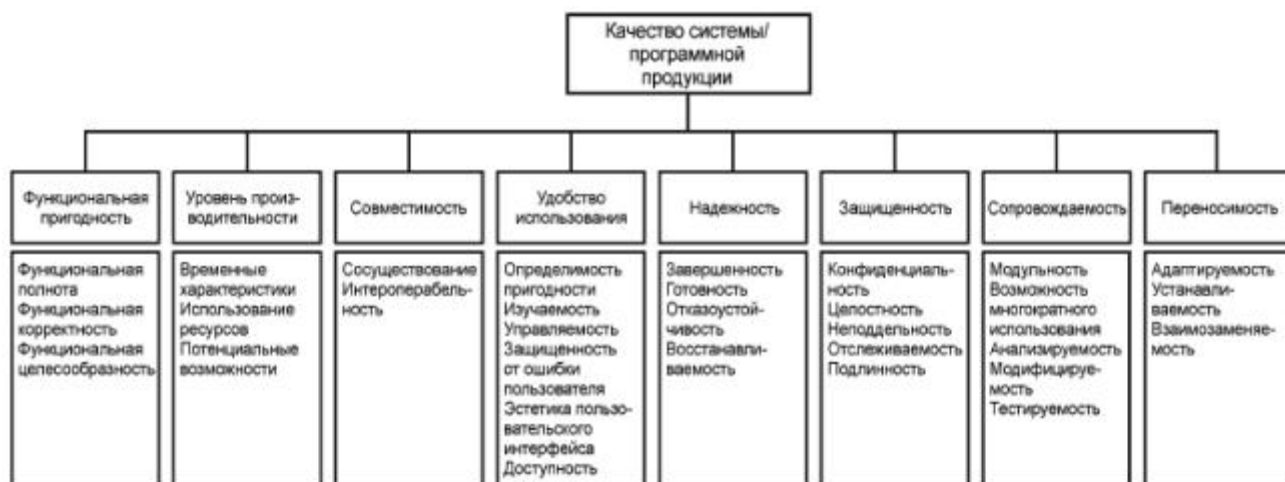 Качество системы/
программной
продукции
Функциональная
пригодность
Уровень произ-
водительности
Совместимость
Удобство
использования
Надежность
Защищенность
Сопровождаемость
Переносимость
Функциональная
полнота
Функциональная
корректность
Функциональная
целесообразность
Временные
характеристики
Использование
ресурсов
Потенциальные
возможности
Сосуществование
Интероперабель-
ность
Определимость
пригодности
Изучаемость
Управляемость
Защищенность
от ошибки
пользователя
Эстетика пользо-
вательского
интерфейса
Доступность
Завершенность
Готовность
Отказоустой-
чивость
Восстанавли-
ваемость
Конфиденциаль-
ность
Целостность
Неподдельность
Отслеживаемость
Подлинность
Модульность
Возможность
многократного
использования
Анализируемость
Модифицируе-
мость
Тестируемость
Адаптируемость
Устанавли-
ваемость
Взаимозаменяе-
мость